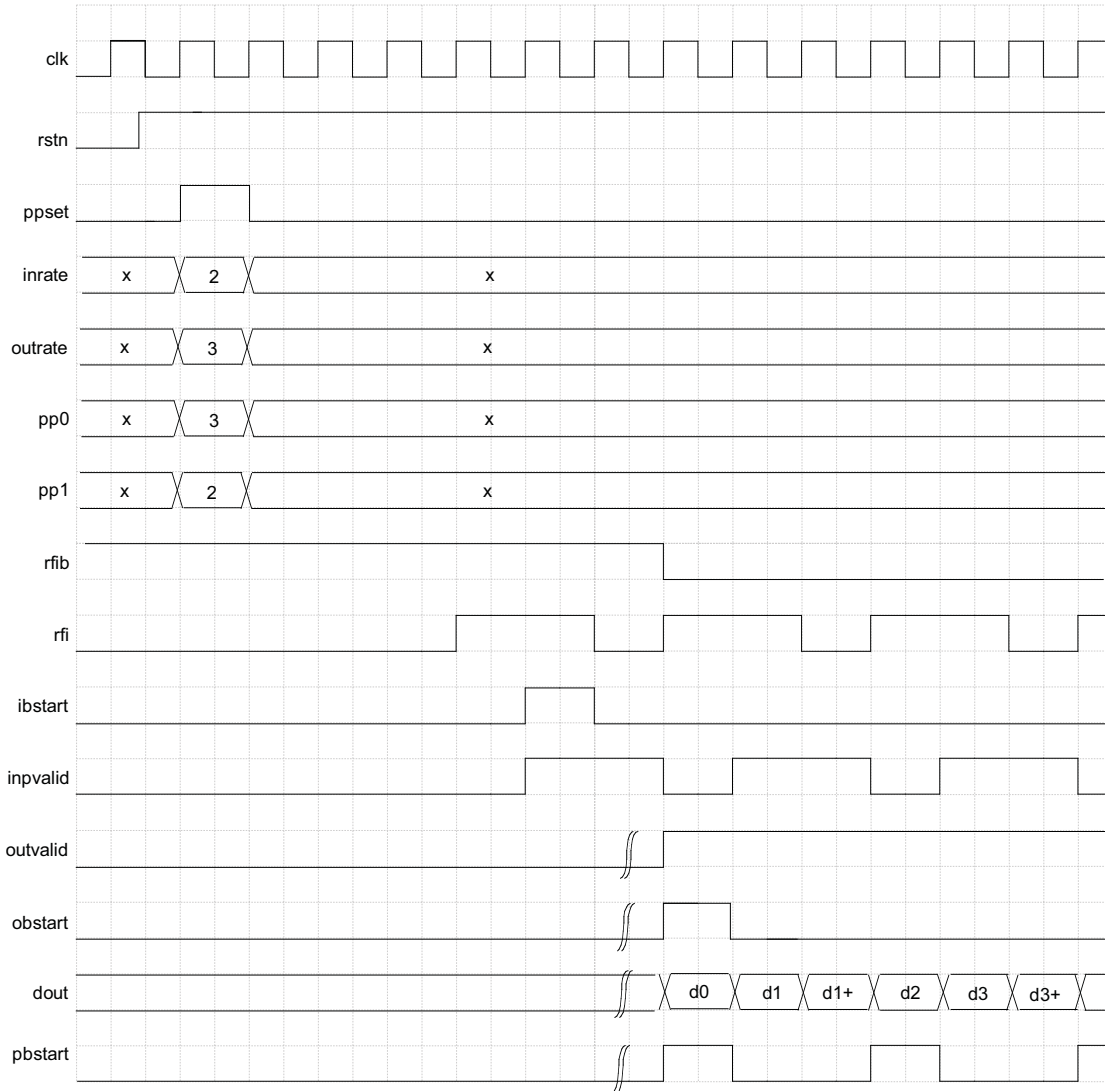 clk
rstn
ppset
inrate x 2 x
outrate x 3 x
pp0 x 3 x
pp1 x 2 x
rfib
rfi
ibstart
inpvalid
outvalid
obstart
dout d0 d1 d1+ d2 d3 d3+
pbstart